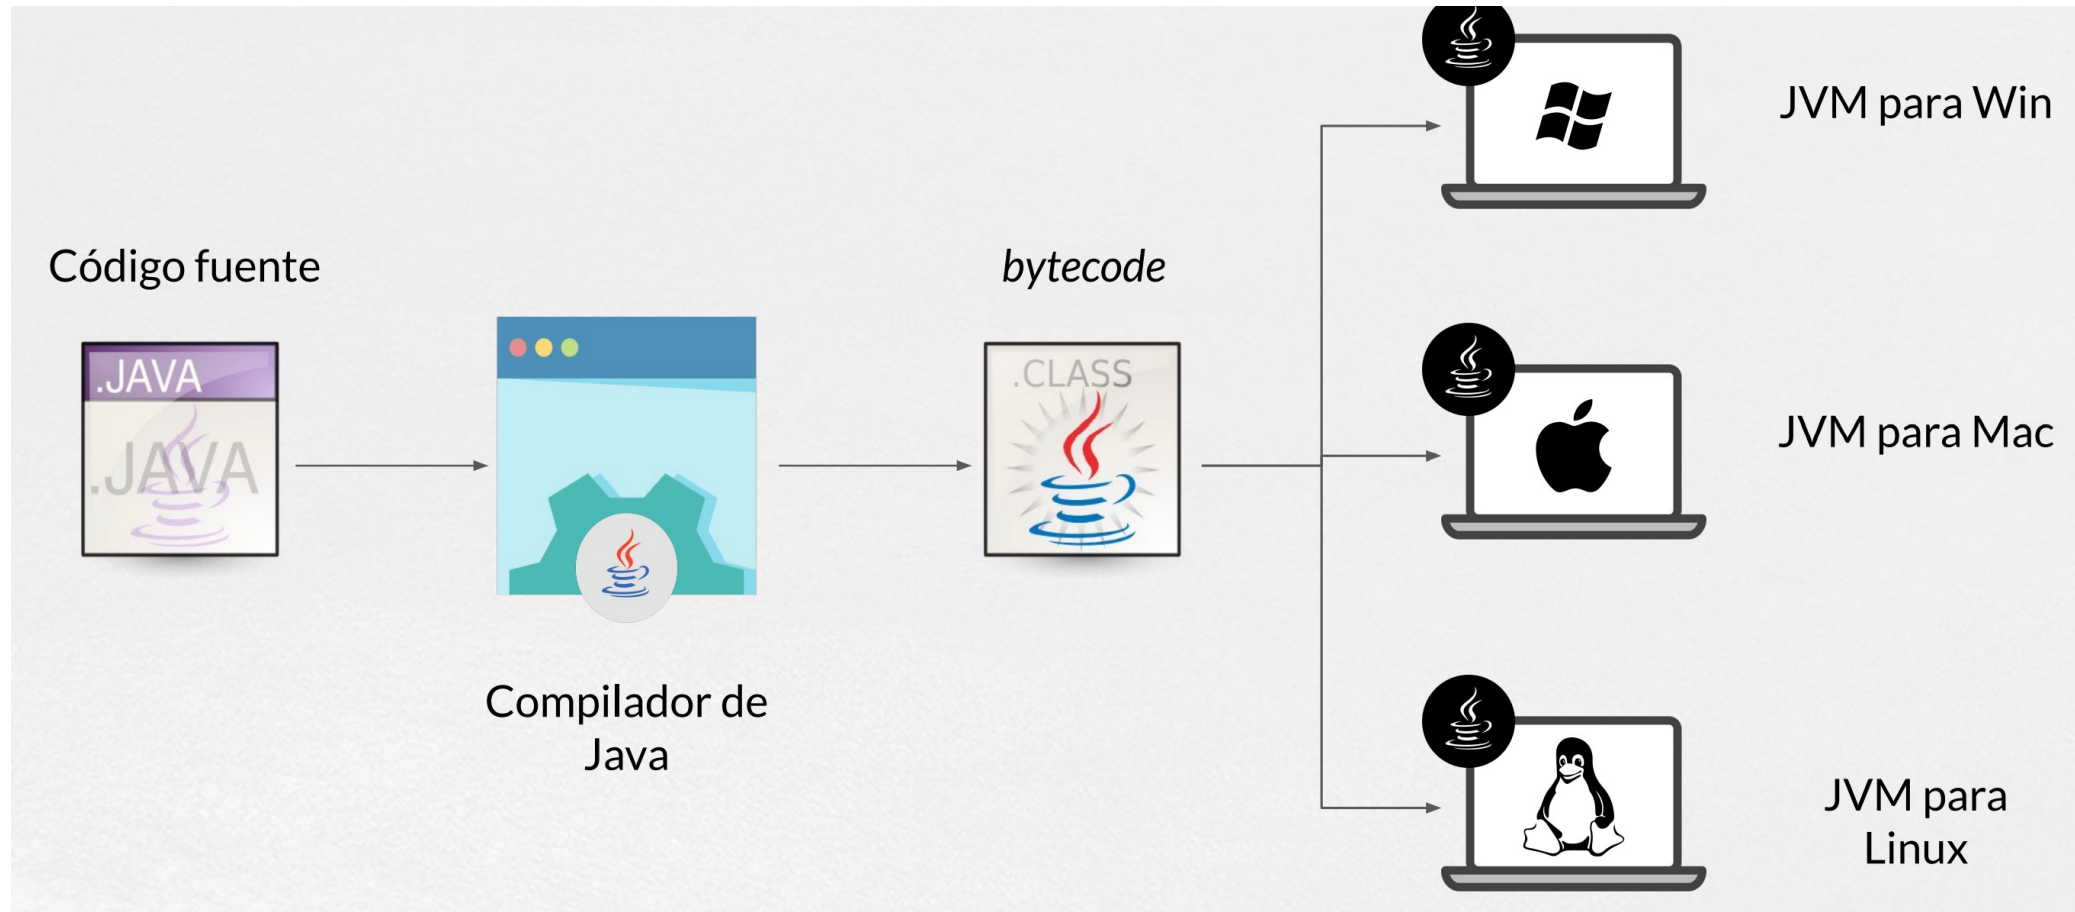 Código fuente
.JAVA
.JAVA
Compilador de
Java
bytecode
.CLASS
JVM para Win
JVM para Mac
JVM para
Linux